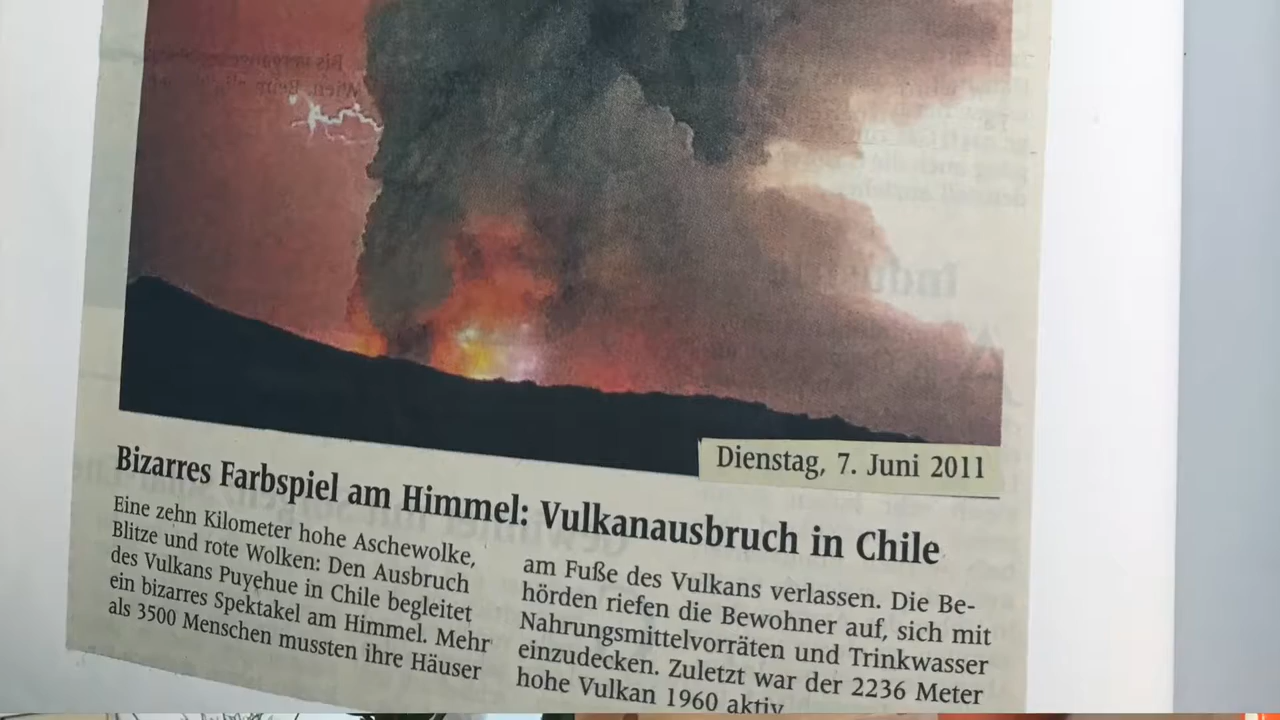 Dienstag, 7. Juni 2011
Bizarres Farbspiel am Himmel: Vulkanausbruch in Chile
Eine zehn Kilometer hohe Aschewolke,
Blitze und rote Wolken: Den Ausbruch
des Vulkans Puyehue in Chile begleitet
ein bizarres Spektakel am Himmel. Mehr
als 3500 Menschen mussten ihre Häuser
am Fuße des Vulkans verlassen. Die Be-
hörden riefen die Bewohner auf, sich mit
Nahrungsmittelvorräten und Trinkwasser
einzudecken. Zuletzt war der 2236 Meter
hohe Vulkan 1960 aktiv